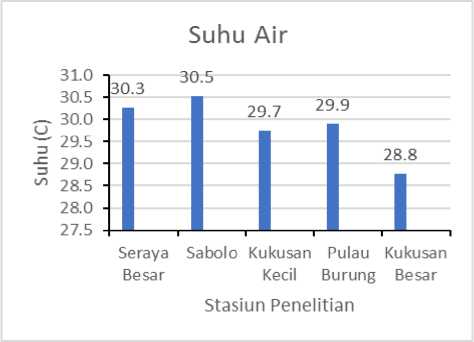 Suhu Air
Suhu (C)
31.0
30.5
30.0
29.5
29.0
28.5
28.0
27.5
30.3
30.5
29.7
29.9
28.8
Seraya Besar
Sabolo
Kukusan Kecil
Pulau Burung
Kukusan Besar
Stasiun Penelitian